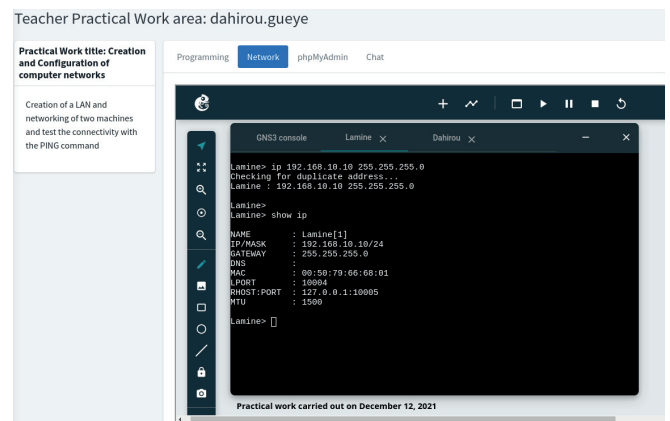 Teacher Practical Work area: dahirou.gueye
Practical Work title: Creation
and Configuration of
computer networks
Creation of a LAN and
networking of two machines
and test the connectivity with
the PING command
Programming Network phpMyAdmin Chat
GNS3 console Lamine Dahirou
Lamine> ip 192.168.10.10 255.255.255.0
Checking for duplicate address...
Lamine : 192.168.10.10 255.255.255.0
Lamine>
Lamine> show ip
NAME : Lamine[1]
IP/MASK : 192.168.10.10/24
GATEWAY : 255.255.255.0
DNS :
MAC : 00:50:79:66:68:01
LPORT : 10004
RHOST:PORT : 127.0.0.1:10005
MTU : 1500
Lamine>
Practical work carried out on December 12, 2021